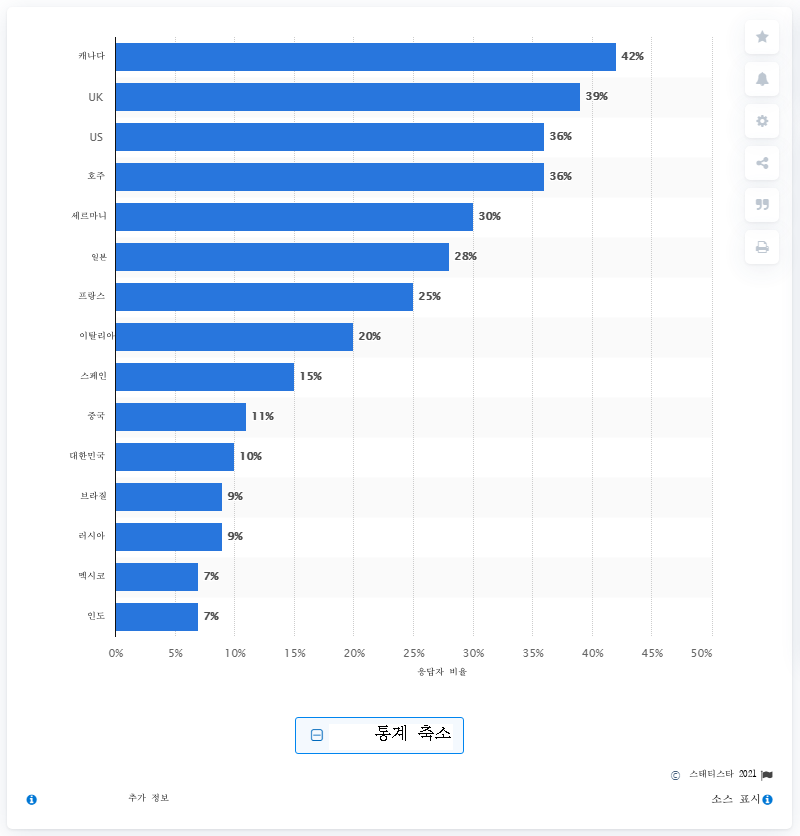 캐나다 42%
UK 39%
US 36%
호주 36%
세르마니 30%
일본 28%
프랑스 25%
이탈리아 20%
스페인 15%
중국 11%
대한민국 10%
브라질 9%
러시아 9%
멕시코 7%
인도 7%
0% 5% 10% 15% 20% 25% 30% 35% 40% 45% 50%
응답자 비율
통계 축소
© 스태티스타 2021
추가 정보 소스 표시